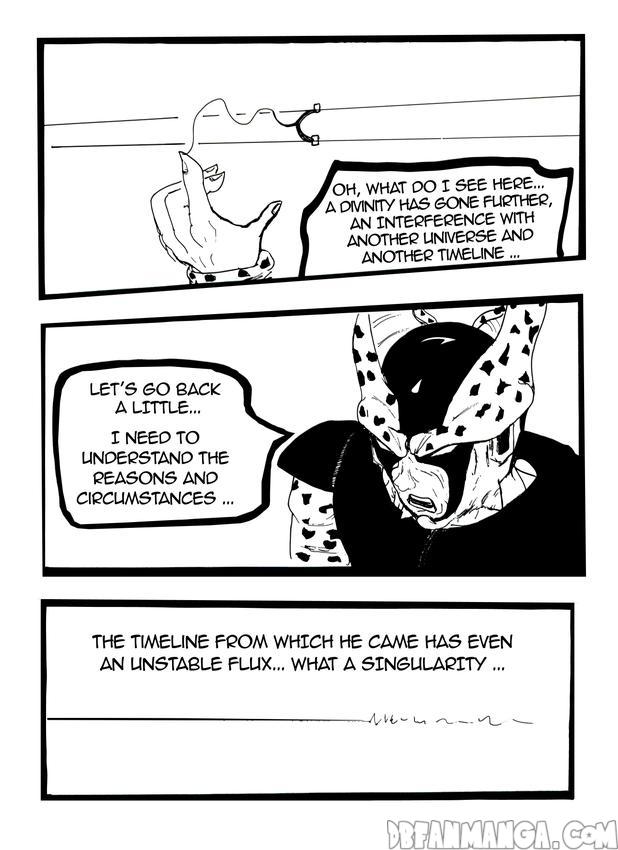 OH, WHAT DO I SEE HERE...
A DIVINITY HAS GONE FURTHER,
AN INTERFERENCE WITH
ANOTHER UNIVERSE AND
ANOTHER TIMELINE ...
LET'S GO BACK
A LITTLE...
I NEED TO
UNDERSTAND THE
REASONS AND
CIRCUMSTANCES ...
THE TIMELINE FROM WHICH HE CAME HAS EVEN
AN UNSTABLE FLUX... WHAT A SINGULARITY ...
DBFANMANGA.COM